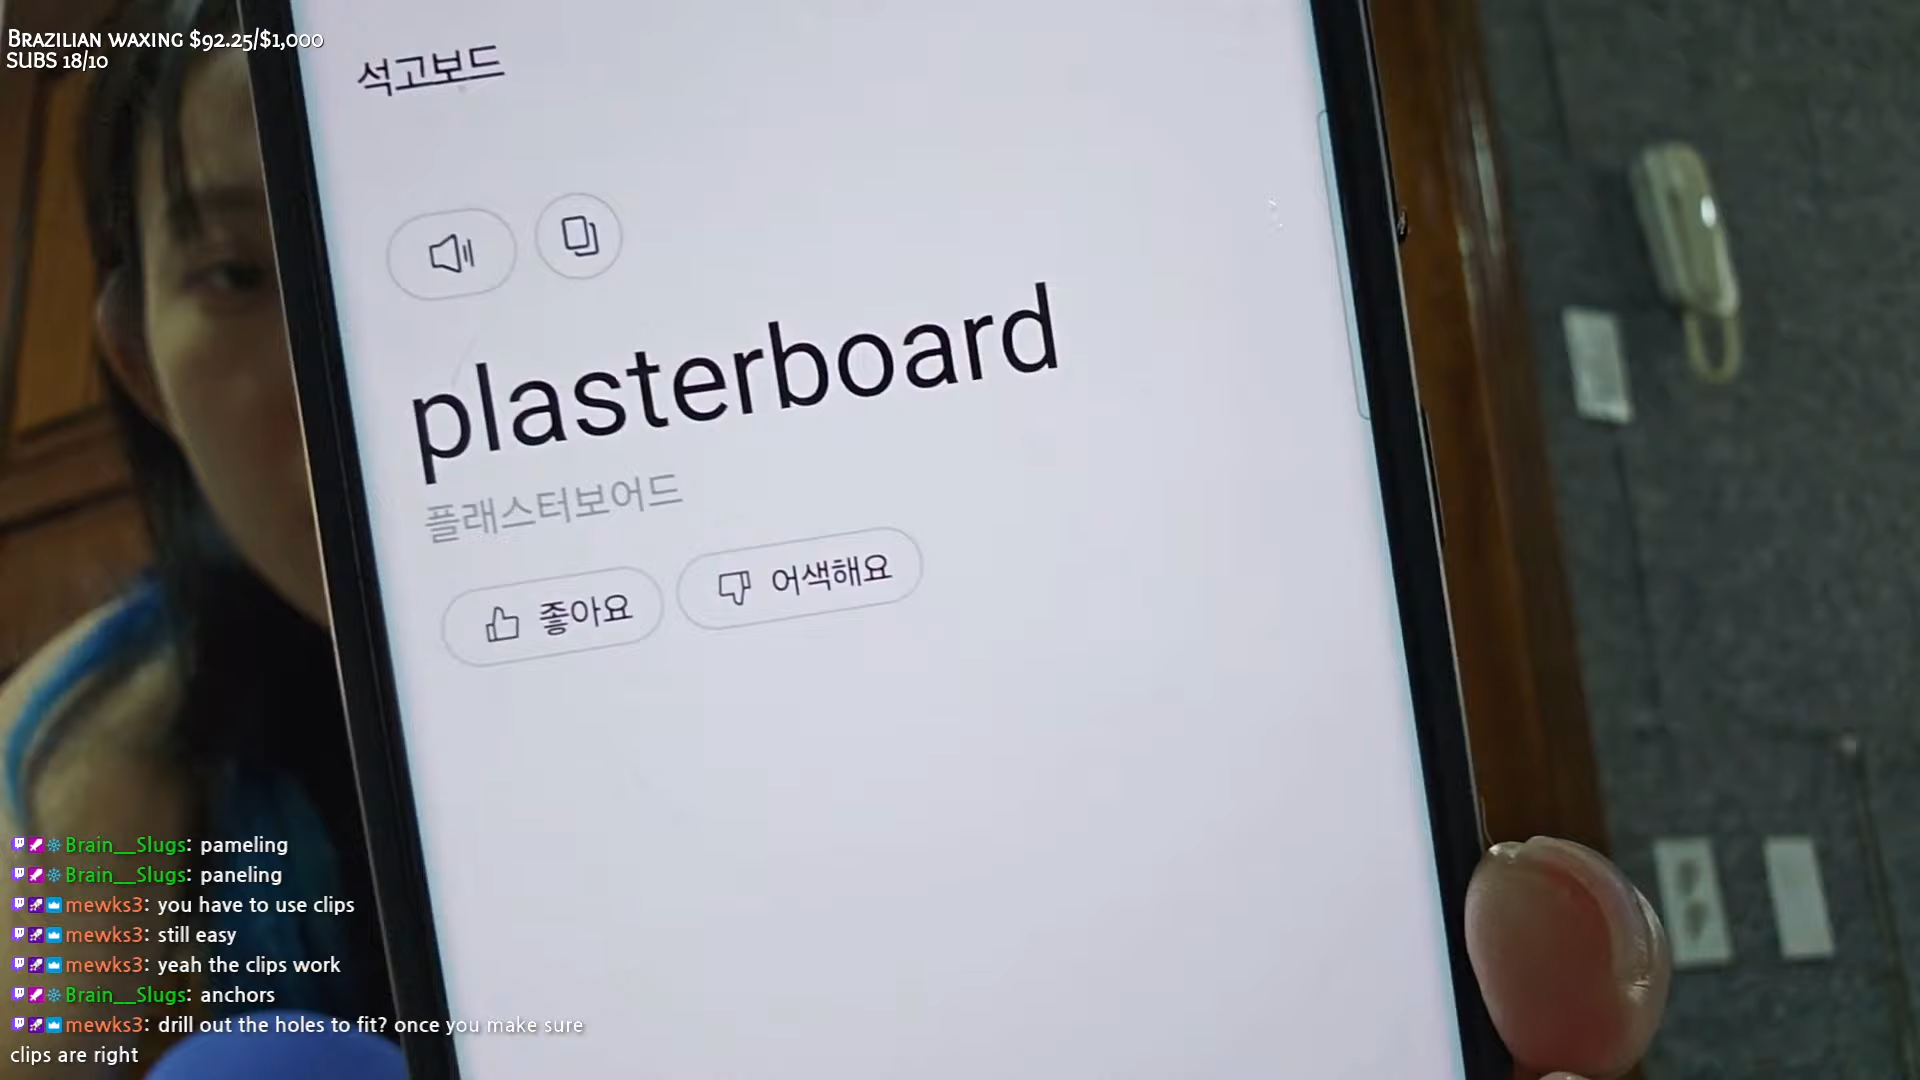 BRAZILIAN WAXING $92.25/$1,000
SUBS 18/10
석고보드
plasterboard
플래스터보어드
좋아요
어색해요
Brain__Slugs: pameling
Brain__Slugs: paneling
mewks3: you have to use clips
mewks3: still easy
mewks3: yeah the clips work
Brain__Slugs: anchors
mewks3: drill out the holes to fit? once you make sure
clips are right